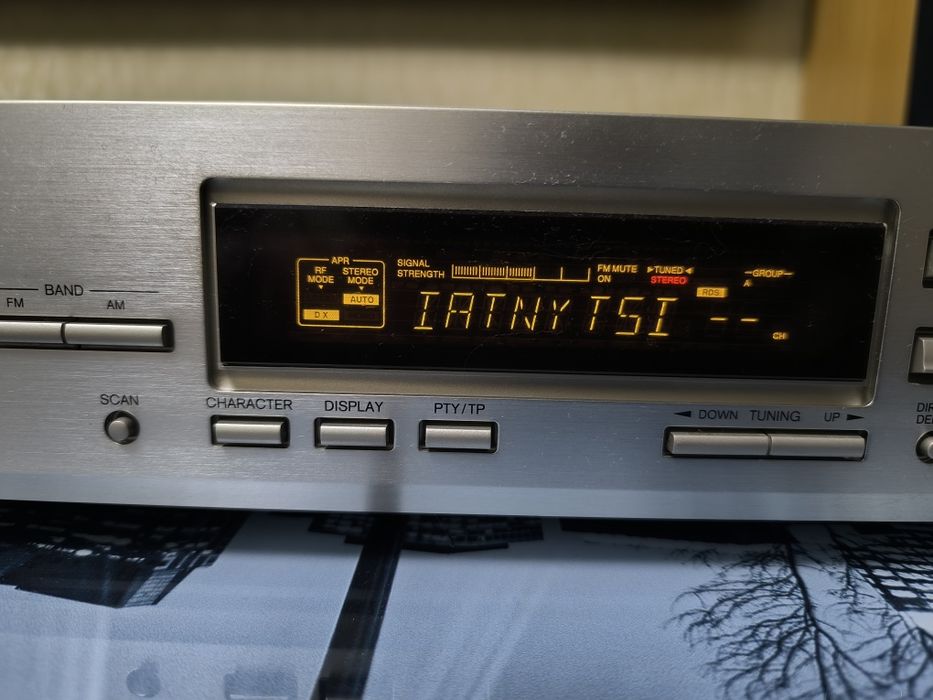 APR
RF MODE
STEREO MODE
AUTO
DX
SIGNAL STRENGTH
FM MUTE ON
TUNED
STEREO
RDS
GROUP
A
IATNYTSI --
CH
BAND
FM
AM
SCAN
CHARACTER
DISPLAY
PTY/TP
DOWN TUNING UP